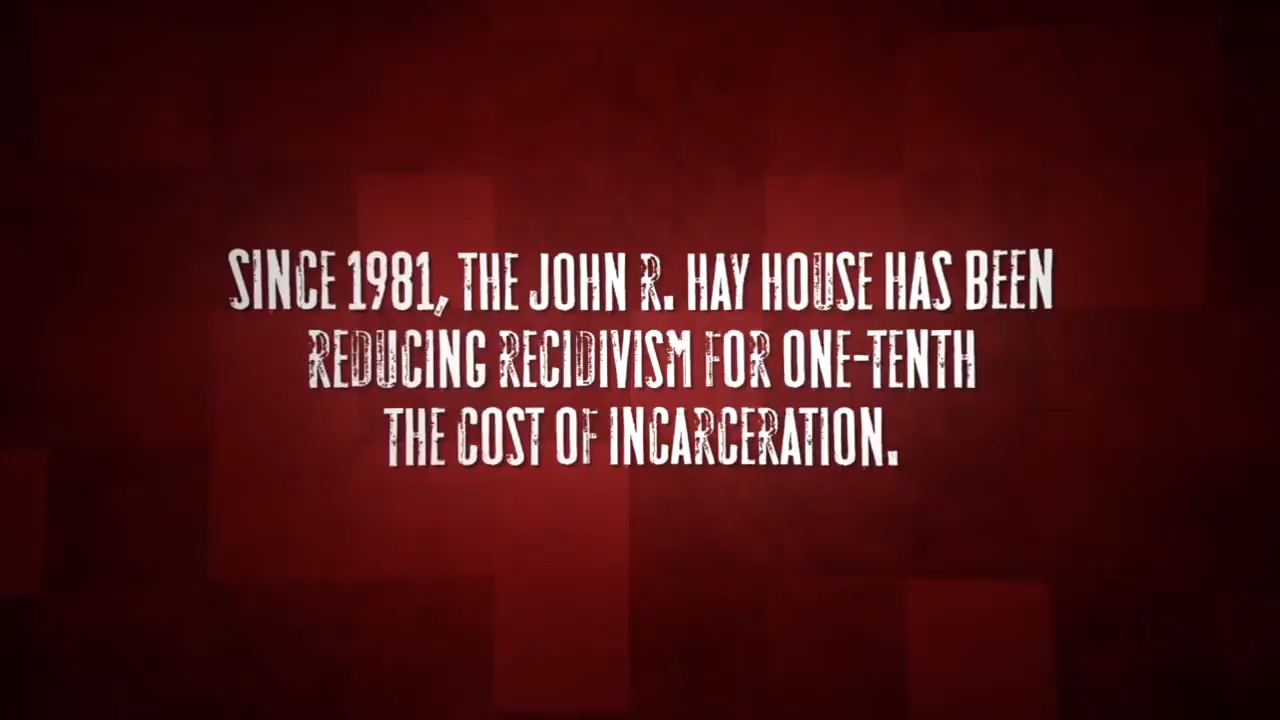 SINCE 1981, THE JOHN R. HAY HOUSE HAS BEEN
REDUCING RECIDIVISM FOR ONE-TENTH
THE COST OF INCARCERATION.